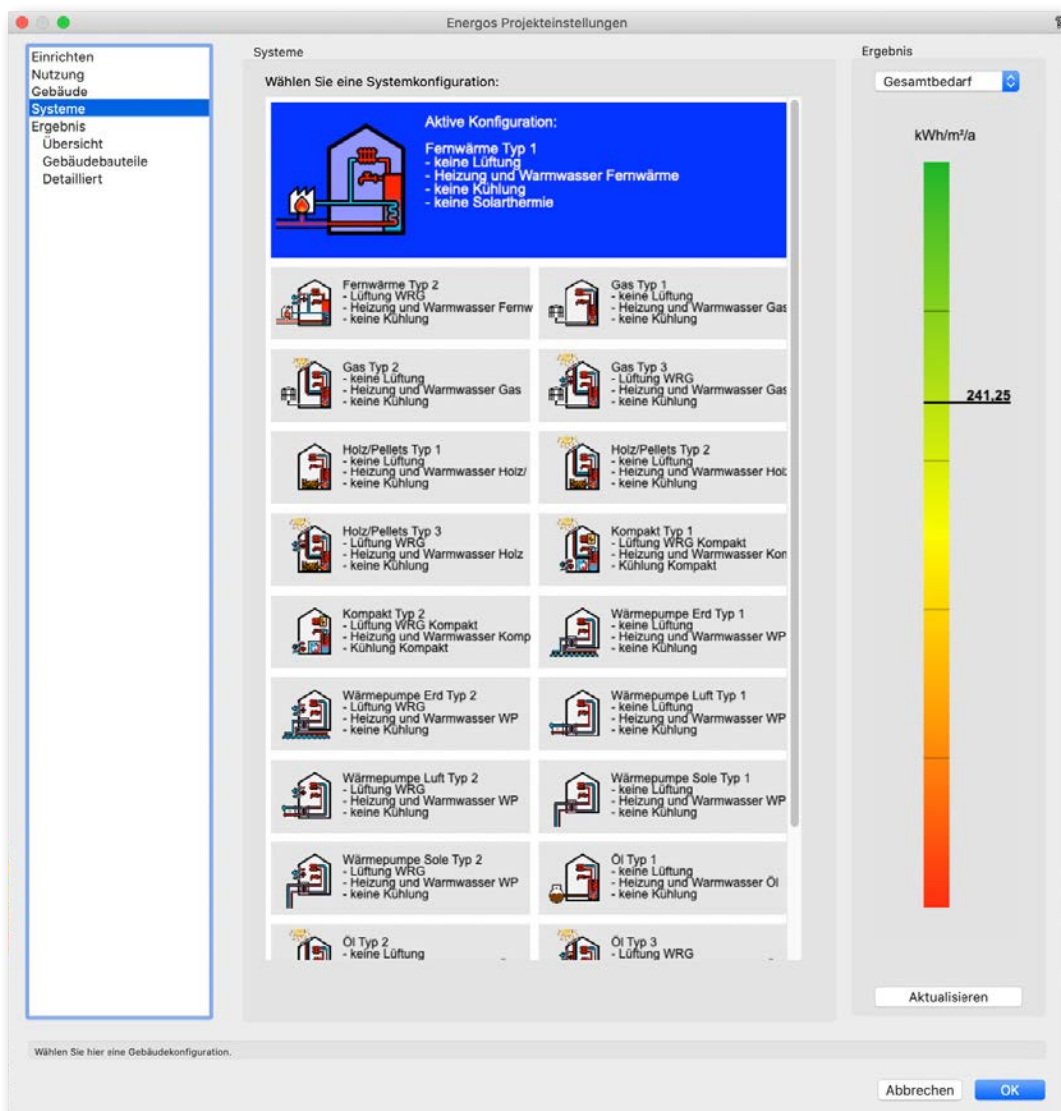 Energos Projekteinstellungen
Einrichten
Nutzung
Gebäude
Systeme
Ergebnis
Übersicht
Gebäudebauteile
Detailliert
Systeme
Wählen Sie eine Systemkonfiguration:
Aktive Konfiguration:
Fernwärme Typ 1
- keine Lüftung
- Heizung und Warmwasser Fernwärme
- keine Kühlung
- keine Solarthermie
Fernwärme Typ 2
- Lüftung WRG
- Heizung und Warmwasser Fernw
- keine Kühlung
Gas Typ 1
- keine Lüftung
- Heizung und Warmwasser Gas
- keine Kühlung
Gas Typ 2
- keine Lüftung
- Heizung und Warmwasser Gas
- keine Kühlung
Gas Typ 3
- Lüftung WRG
- Heizung und Warmwasser Gas
- keine Kühlung
Holz/Pellets Typ 1
- keine Lüftung
- Heizung und Warmwasser Holz/
- keine Kühlung
Holz/Pellets Typ 2
- keine Lüftung
- Heizung und Warmwasser Holz
- keine Kühlung
Holz/Pellets Typ 3
- Lüftung WRG
- Heizung und Warmwasser Holz
- keine Kühlung
Kompakt Typ 1
- Lüftung WRG Kompakt
- Heizung und Warmwasser Kom
- Kühlung Kompakt
Kompakt Typ 2
- Lüftung WRG Kompakt
- Heizung und Warmwasser Komp
- Kühlung Kompakt
Wärmepumpe Erd Typ 1
- keine Lüftung
- Heizung und Warmwasser WP
- keine Kühlung
Wärmepumpe Erd Typ 2
- Lüftung WRG
- Heizung und Warmwasser WP
- keine Kühlung
Wärmepumpe Luft Typ 1
- keine Lüftung
- Heizung und Warmwasser WP
- keine Kühlung
Wärmepumpe Luft Typ 2
- Lüftung WRG
- Heizung und Warmwasser WP
- keine Kühlung
Wärmepumpe Sole Typ 1
- keine Lüftung
- Heizung und Warmwasser WP
- keine Kühlung
Wärmepumpe Sole Typ 2
- Lüftung WRG
- Heizung und Warmwasser WP
- keine Kühlung
Öl Typ 1
- keine Lüftung
- Heizung und Warmwasser Öl
- keine Kühlung
Öl Typ 2
- keine Lüftung
Öl Typ 3
- Lüftung WRG
Ergebnis
Gesamtbedarf
kWh/m²/a
241,25
Aktualisieren
Wählen Sie hier eine Gebäudekonfiguration.
Abbrechen
OK